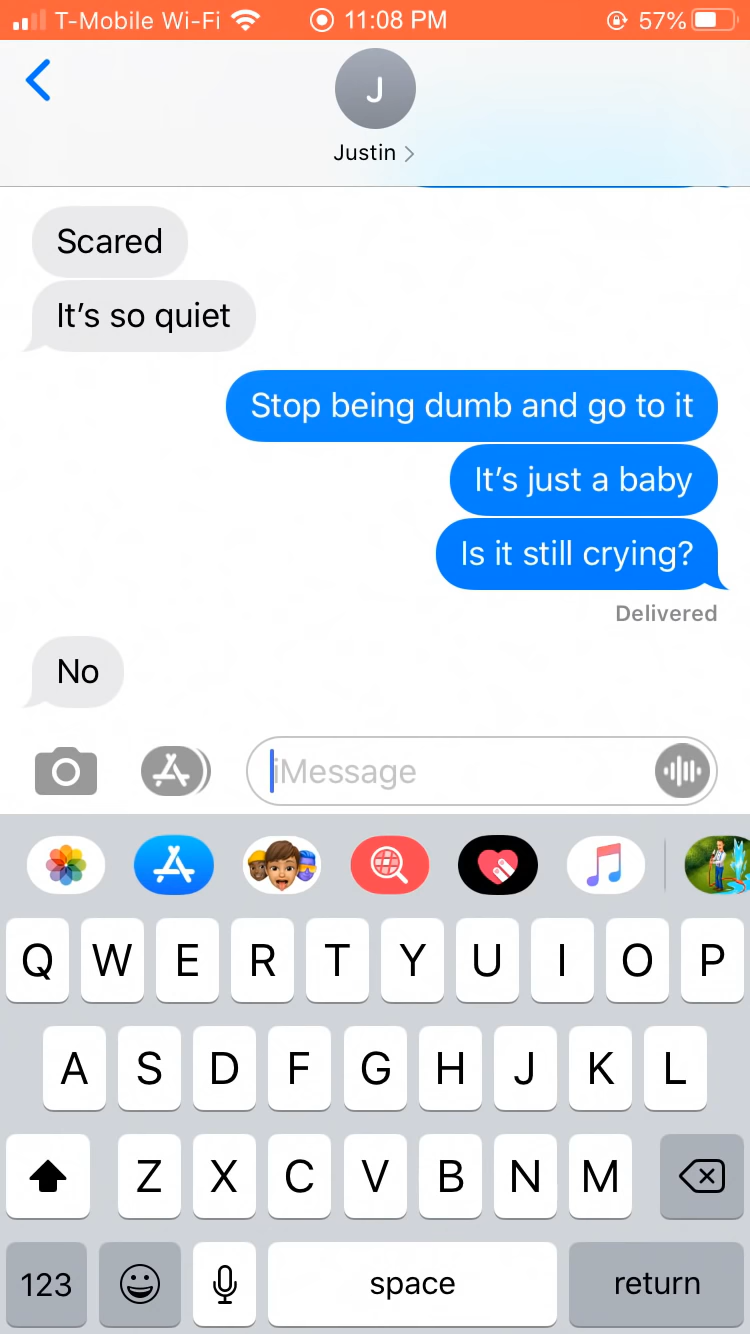 T-Mobile Wi-Fi 11:08 PM 57%
J
Justin
Scared
It’s so quiet
Stop being dumb and go to it
It’s just a baby
Is it still crying?
Delivered
No
iMessage
Q W E R T Y U I O P
A S D F G H J K L
Z X C V B N M
123 space return